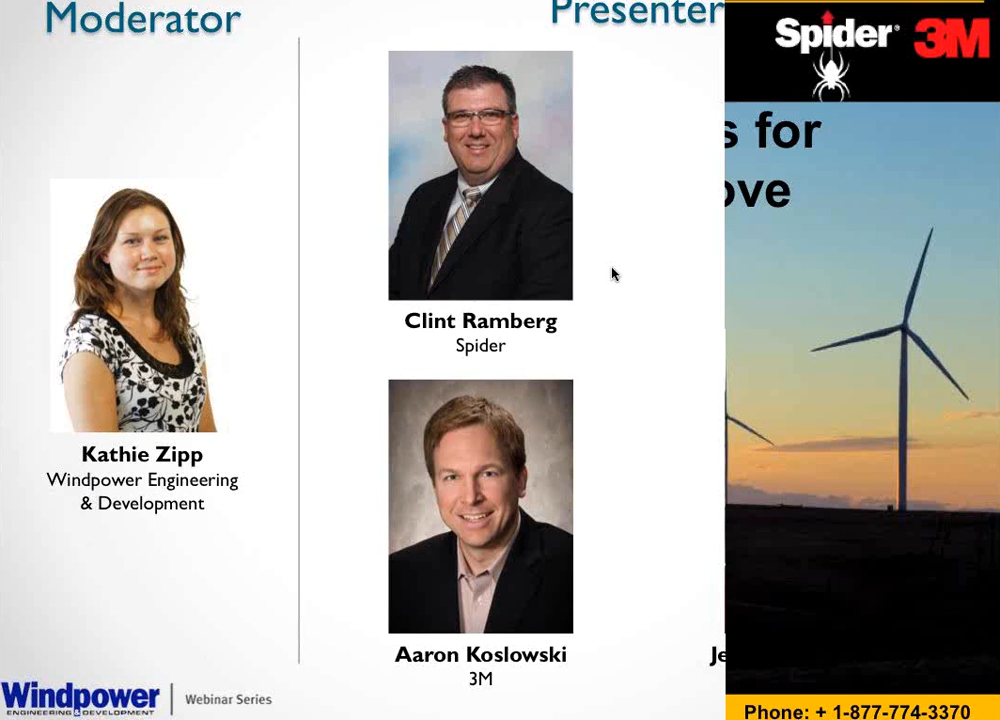 Moderator
Presenter
Clint Ramberg
Spider
Kathie Zipp
Windpower Engineering
& Development
Aaron Koslowski
3M
Windpower
ENGINEERING & DEVELOPMENT
Webinar Series
Spider® 3M
s for
ove
Phone: + 1-877-774-3370